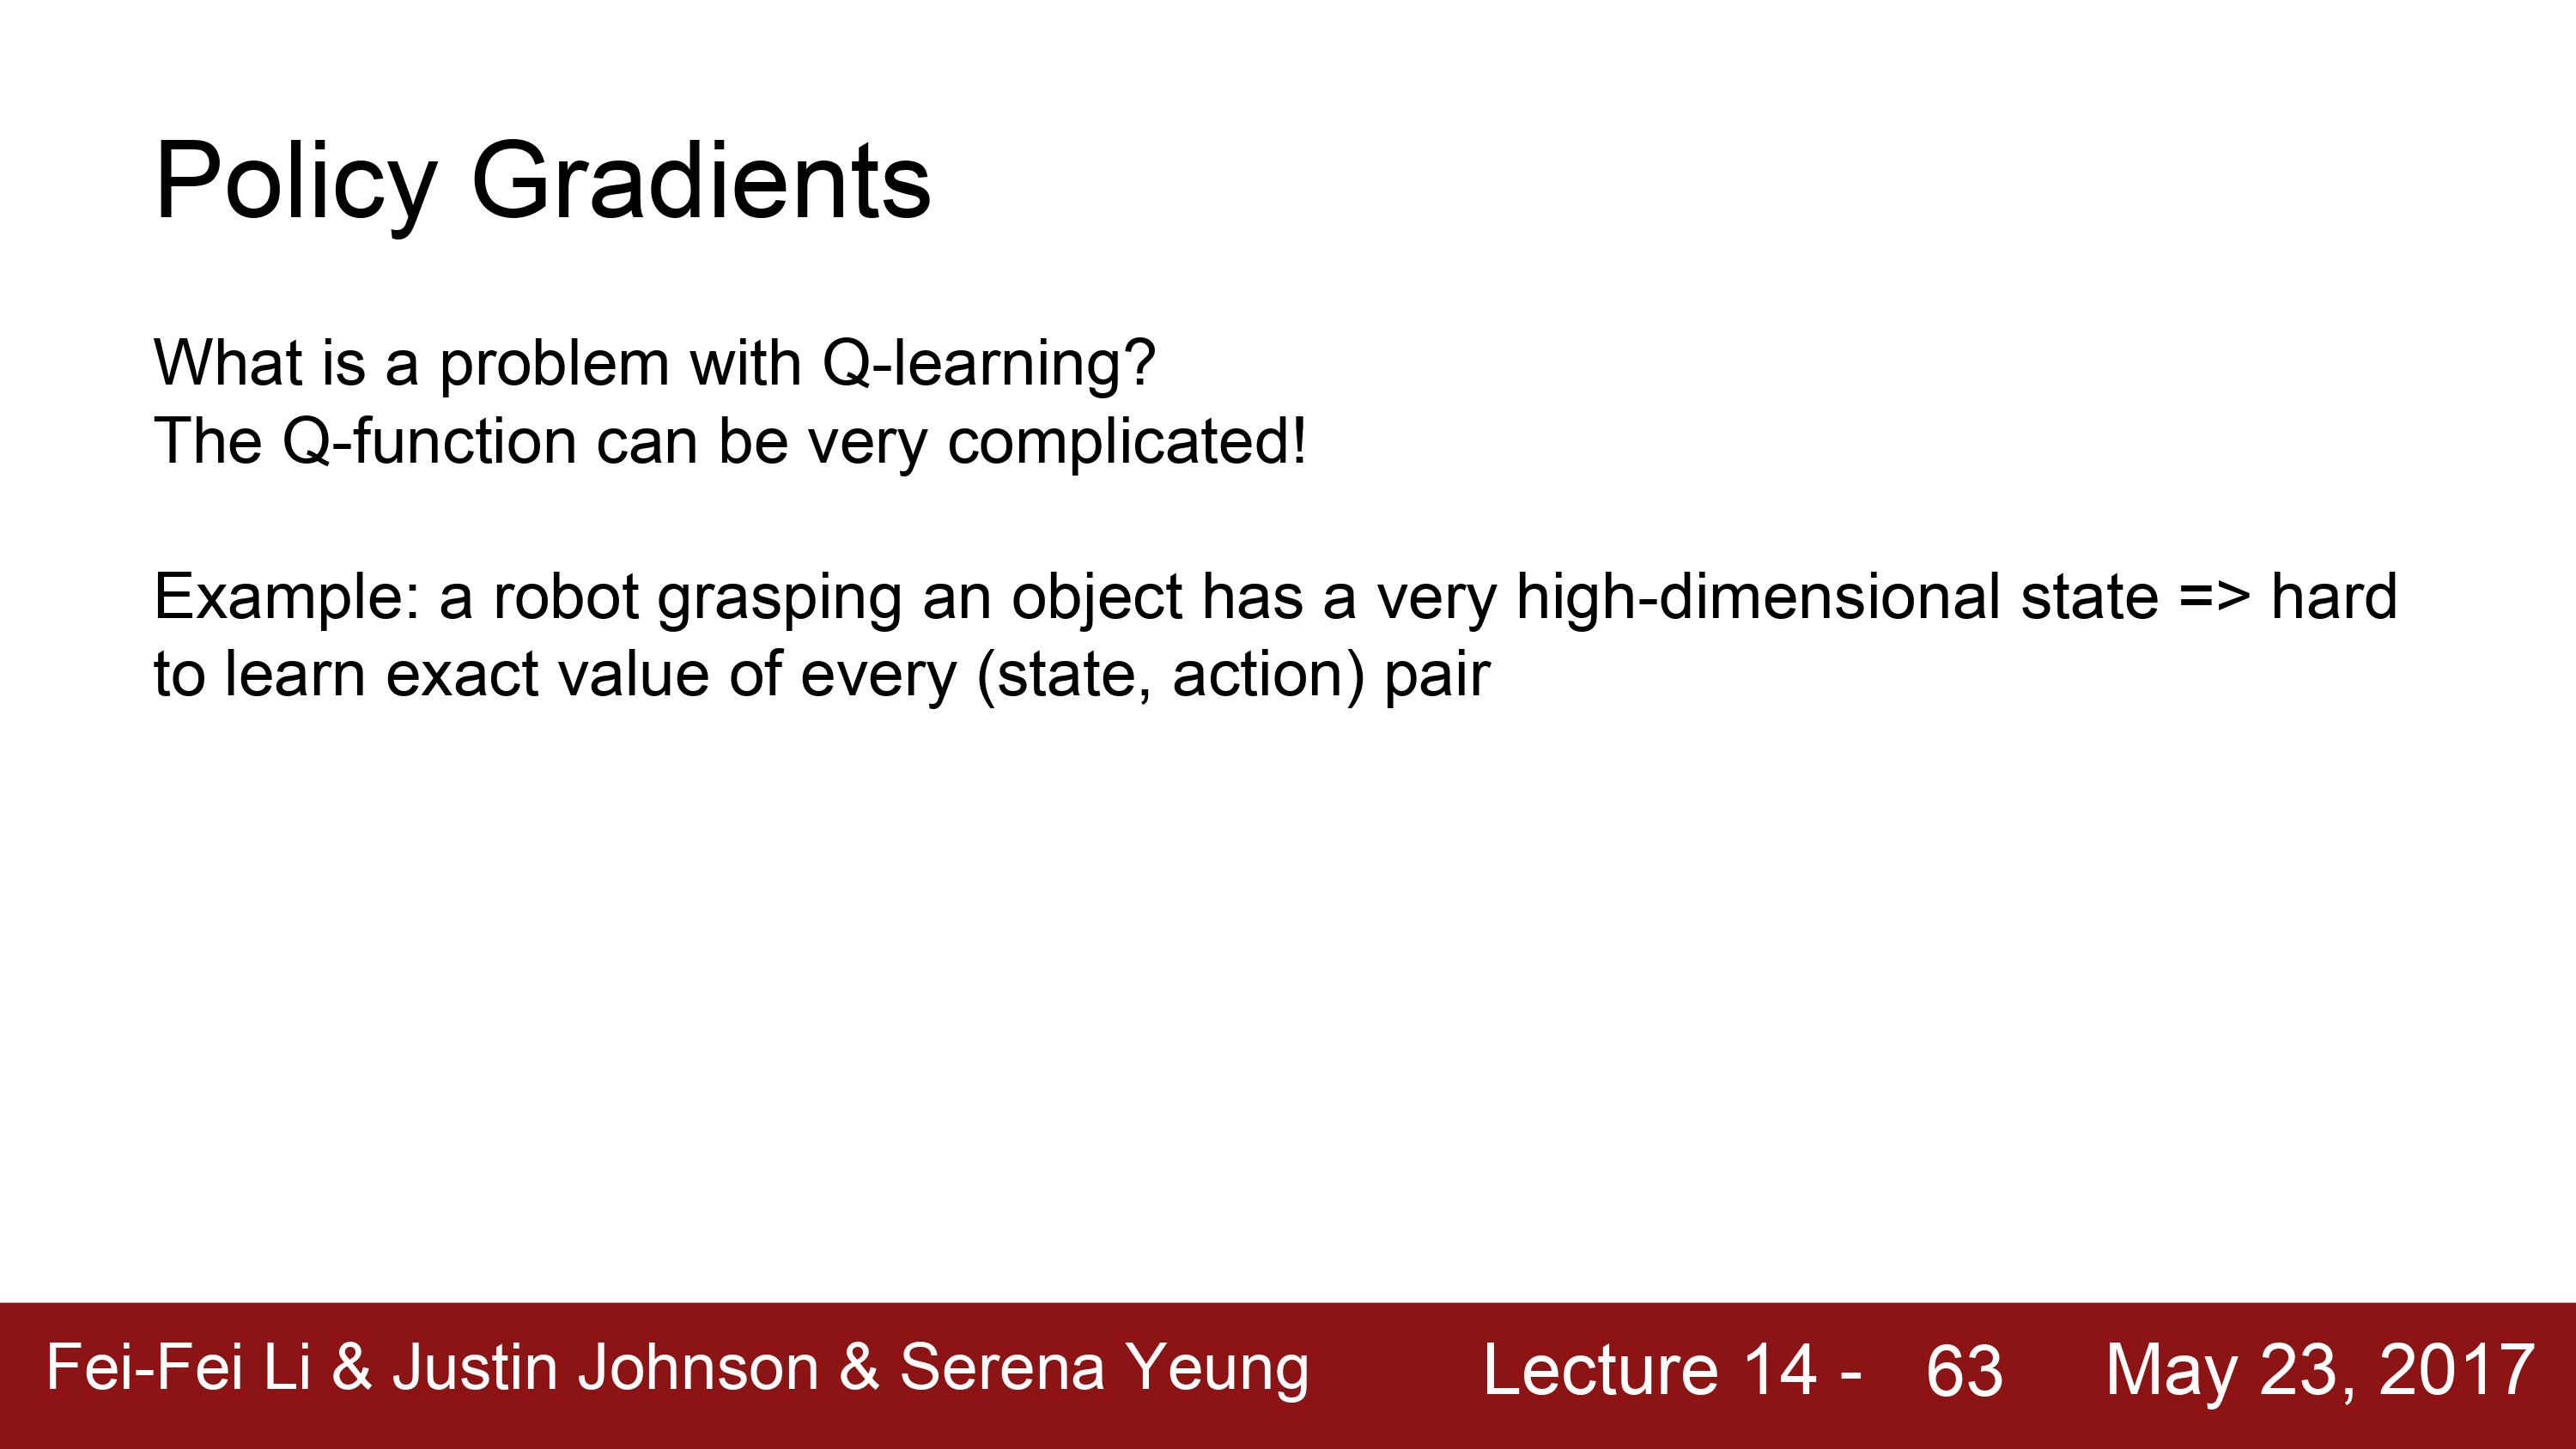 Policy Gradients
What is a problem with Q-learning?
The Q-function can be very complicated!
Example: a robot grasping an object has a very high-dimensional state => hard
to learn exact value of every (state, action) pair
Fei-Fei Li & Justin Johnson & Serena Yeung Lecture 14 - 63 May 23, 2017